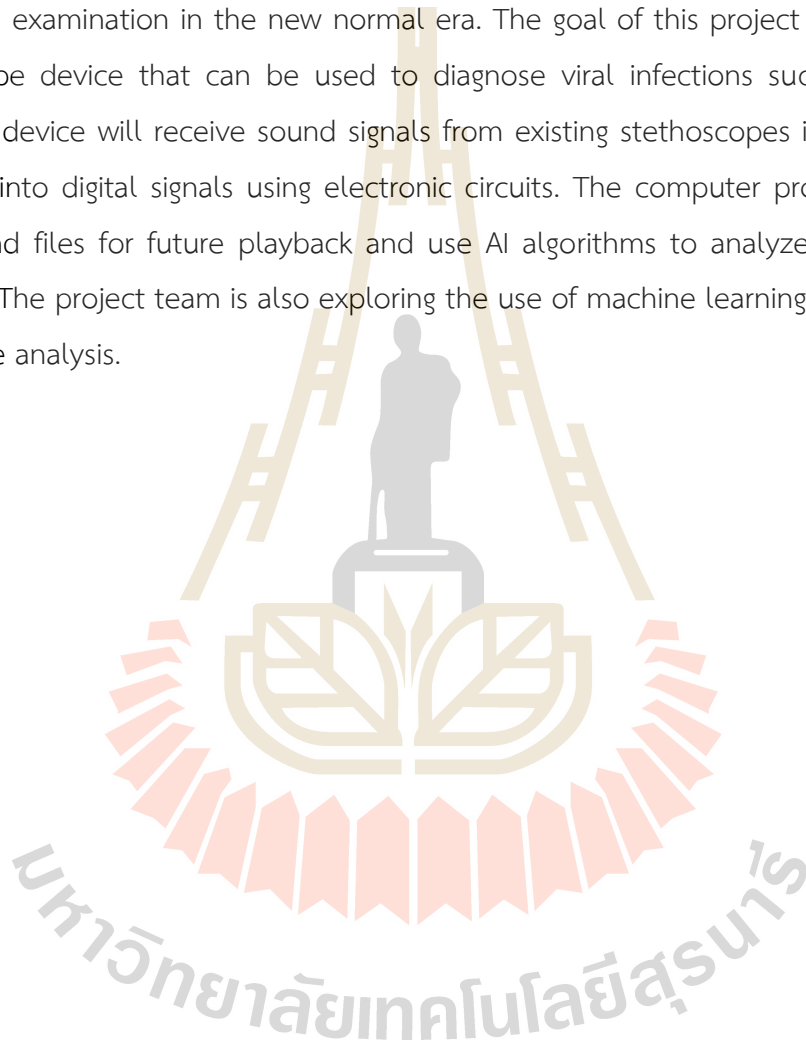 examination in the new normal era. The goal of this project
pe device that can be used to diagnose viral infections suc
device will receive sound signals from existing stethoscopes i
into digital signals using electronic circuits. The computer pro
nd files for future playback and use AI algorithms to analyze
The project team is also exploring the use of machine learning
e analysis.
มหาวิทยาลัยเทคโนโลยีสุรนารี